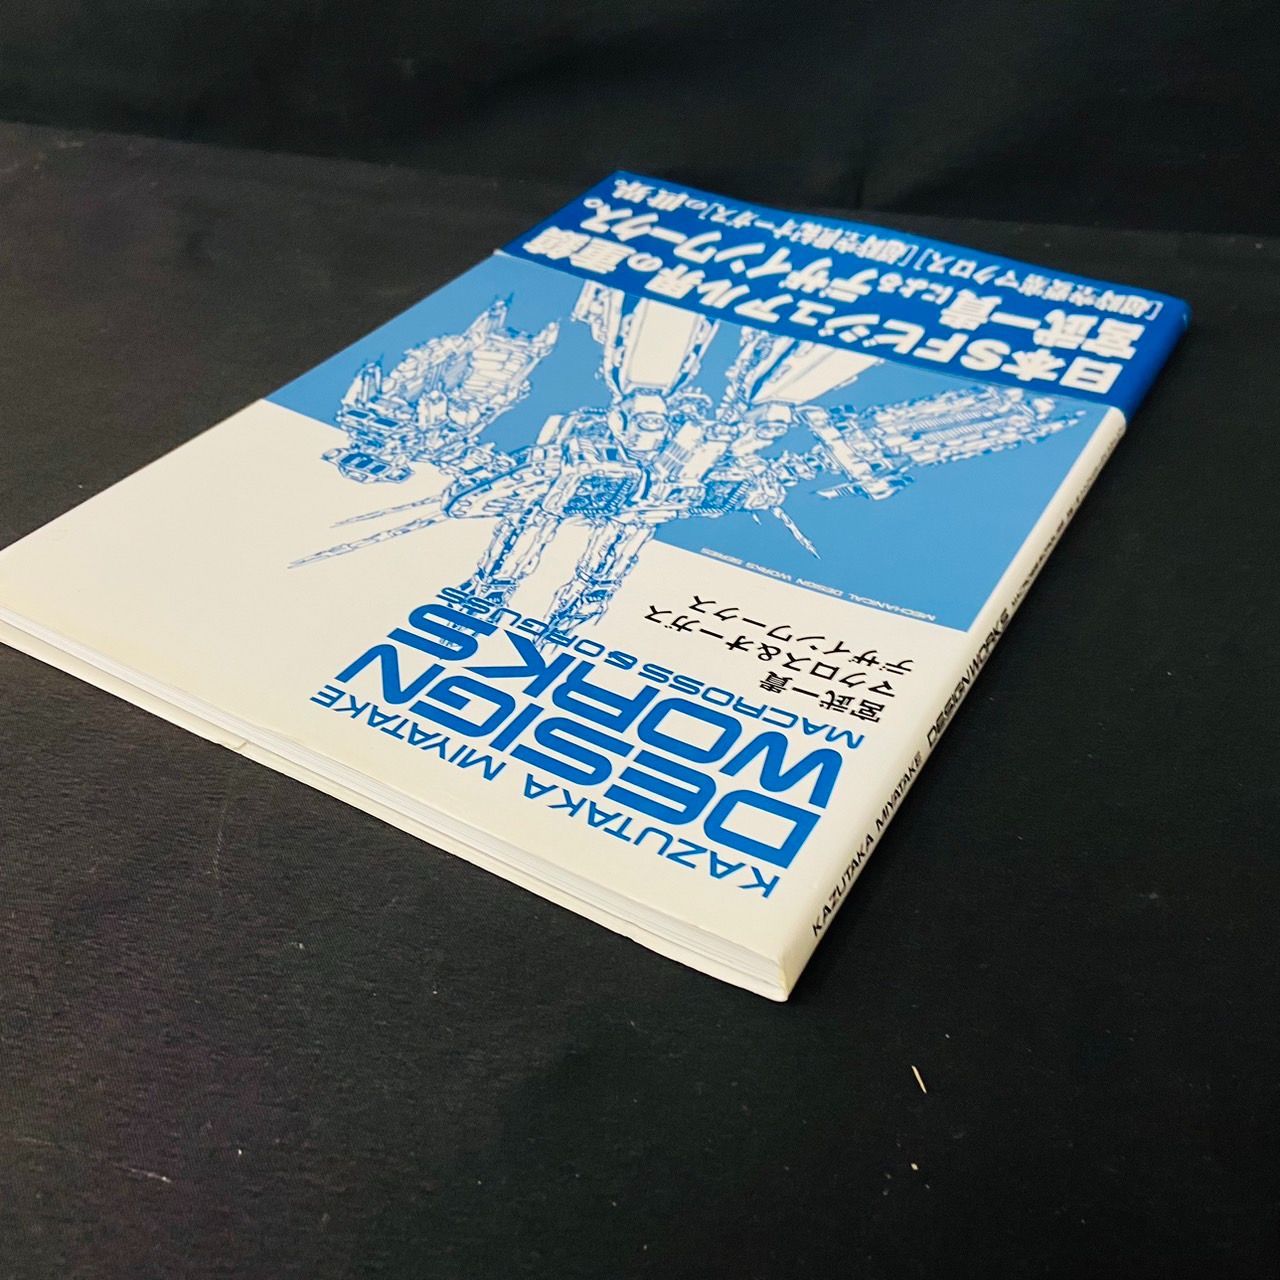 KAZUTAKA MIYATAKE
DESIGN
WORKS
MACROSS & ORGUSS
宮武一貴
マクロス&オーガス
デザインワークス
MECHANICAL DESIGN WORKS SERIES
日本SFビジュアル界の重鎮
宮武一貴によるデザインワークス。
[超時空要塞マクロス][超時空世紀オーガス]の世界。
KAZUTAKA MIYATAKE DESIGN WORKS